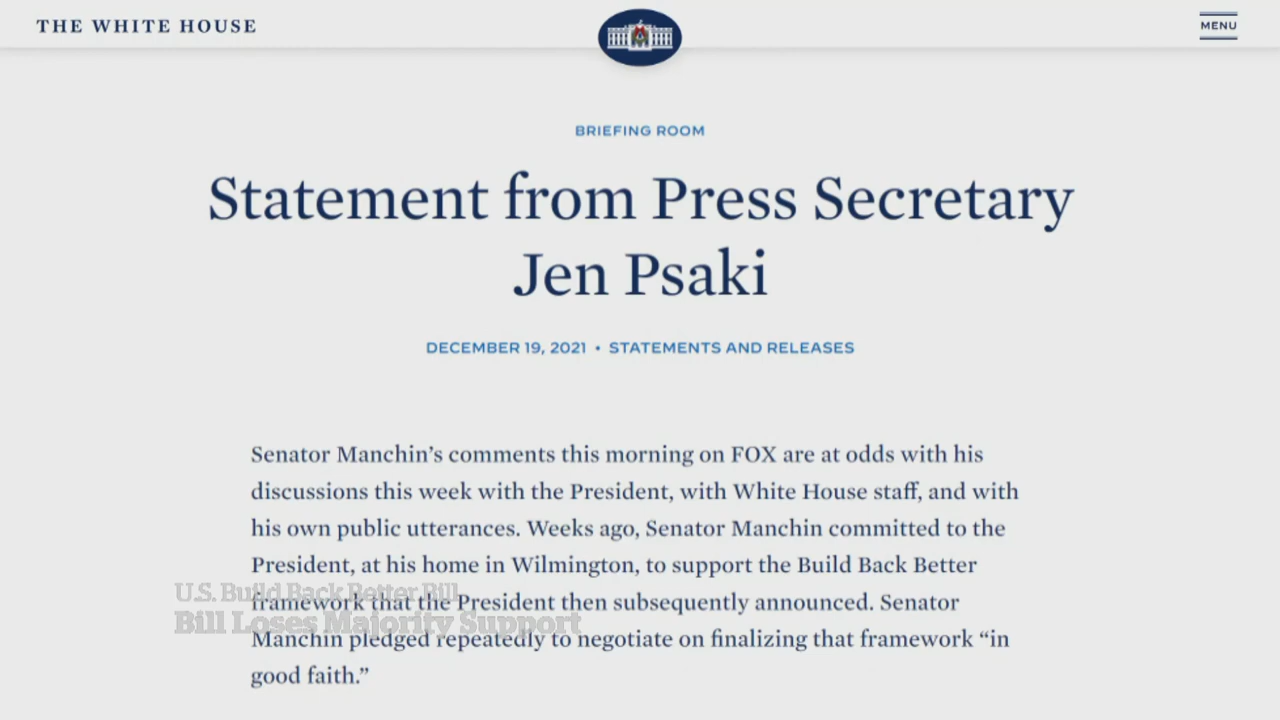 THE WHITE HOUSE
MENU
BRIEFING ROOM
Statement from Press Secretary
Jen Psaki
DECEMBER 19, 2021 • STATEMENTS AND RELEASES
Senator Manchin’s comments this morning on FOX are at odds with his
discussions this week with the President, with White House staff, and with
his own public utterances. Weeks ago, Senator Manchin committed to the
President, at his home in Wilmington, to support the Build Back Better
U.S. Build Back Better Bill
framework that the President then subsequently announced. Senator
Bill Loses Majority Support
Manchin pledged repeatedly to negotiate on finalizing that framework “in
good faith.”